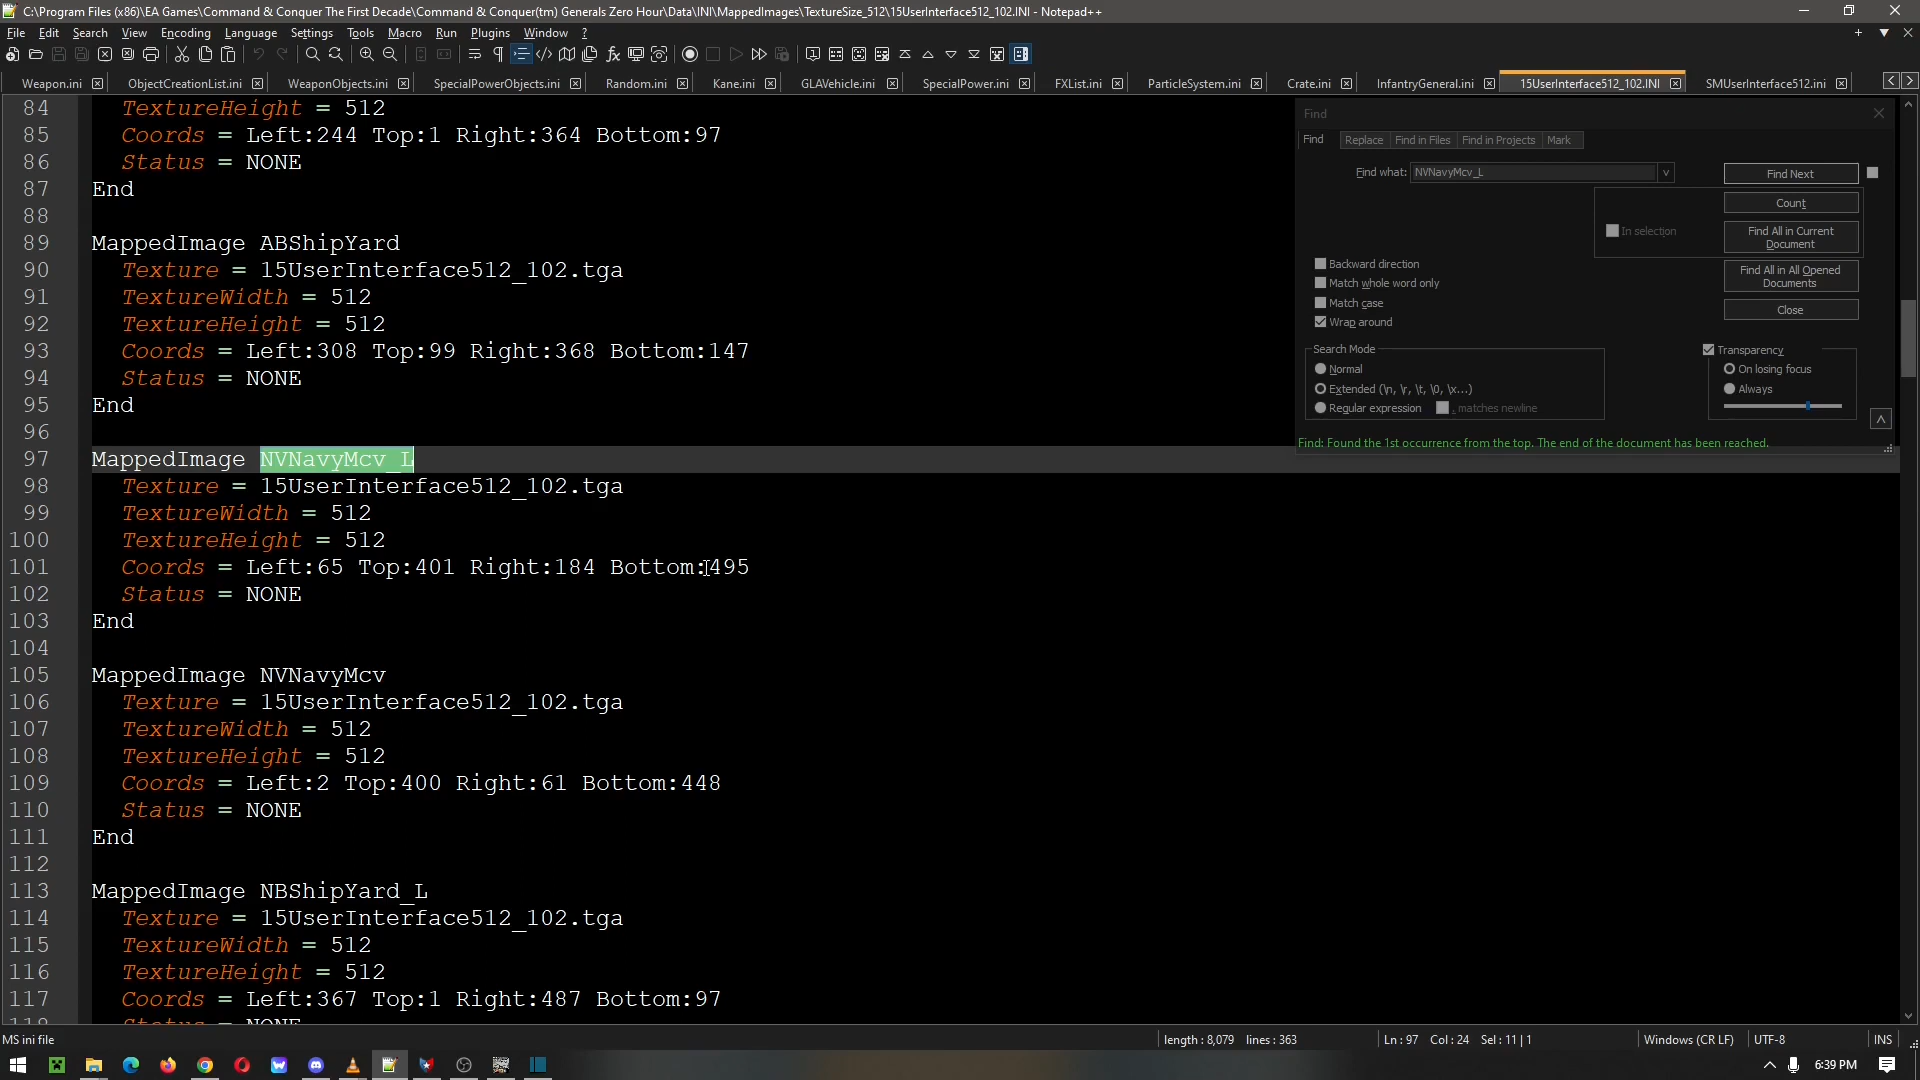 C:\Program Files (x86)\EA Games\Command & Conquer The First Decade\Command & Conquer(tm) Generals Zero Hour\Data\INI\MappedImages\TextureSize_512\15UserInterface512_102.INI - Notepad++
File Edit Search View Encoding Language Settings Tools Macro Run Plugins Window ?
Weapon.ini ObjectCreationList.ini WeaponObjects.ini SpecialPowerObjects.ini Random.ini Kane.ini GLAVehicle.ini SpecialPower.ini FXList.ini ParticleSystem.ini Crate.ini InfantryGeneral.ini 15UserInterface512_102.INI SMUserInterface512.ini
84 TextureHeight = 512
85 Coords = Left:244 Top:1 Right:364 Bottom:97
86 Status = NONE
87 End
88
89 MappedImage ABShipYard
90 Texture = 15UserInterface512_102.tga
91 TextureWidth = 512
92 TextureHeight = 512
93 Coords = Left:308 Top:99 Right:368 Bottom:147
94 Status = NONE
95 End
96
97 MappedImage NVNavyMcv_L
98 Texture = 15UserInterface512_102.tga
99 TextureWidth = 512
100 TextureHeight = 512
101 Coords = Left:65 Top:401 Right:184 Bottom:495
102 Status = NONE
103 End
104
105 MappedImage NVNavyMcv
106 Texture = 15UserInterface512_102.tga
107 TextureWidth = 512
108 TextureHeight = 512
109 Coords = Left:2 Top:400 Right:61 Bottom:448
110 Status = NONE
111 End
112
113 MappedImage NBShipYard_L
114 Texture = 15UserInterface512_102.tga
115 TextureWidth = 512
116 TextureHeight = 512
117 Coords = Left:367 Top:1 Right:487 Bottom:97
118 Status = NONE
Find
Find Replace Find in Files Find in Projects Mark
Find what: NVNavyMcv_L Find Next
Count
In selection
Find All in Current
Document
Backward direction
Find All in All Opened
Documents
Match whole word only
Match case
Close
Wrap around
Search Mode
Transparency
Normal
On losing focus
Extended (\n, \r, \t, \0, \x...)
Always
Regular expression . matches newline
Find: Found the 1st occurrence from the top. The end of the document has been reached.
MS ini file length : 8,079 lines : 363 Ln : 97 Col : 24 Sel : 11 | 1 Windows (CR LF) UTF-8 INS
6:39 PM